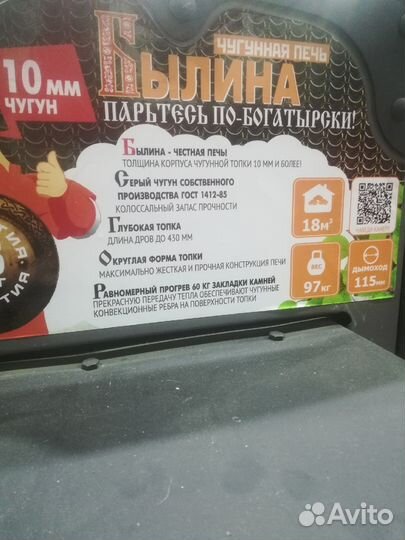 10 мм
ЧУГУН
ЧУГУННАЯ ПЕЧЬ
БЫЛИНА
ПАРЬТЕСЬ ПО-БОГАТЫРСКИ!
БЫЛИНА - ЧЕСТНАЯ ПЕЧЬ!
ТОЛЩИНА КОРПУСА ЧУГУННОЙ ТОПКИ 10 ММ И БОЛЕЕ!
СЕРЫЙ ЧУГУН СОБСТВЕННОГО
ПРОИЗВОДСТВА ГОСТ 1412-85
КОЛОССАЛЬНЫЙ ЗАПАС ПРОЧНОСТИ
ГЛУБОКАЯ ТОПКА
ДЛИНА ДРОВ ДО 430 ММ
ОКРУГЛАЯ ФОРМА ТОПКИ
МАКСИМАЛЬНО ЖЕСТКАЯ И ПРОЧНАЯ КОНСТРУКЦИЯ ПЕЧИ
РАВНОМЕРНЫЙ ПРОГРЕВ 60 КГ ЗАКЛАДКИ КАМНЕЙ
ПРЕКРАСНУЮ ПЕРЕДАЧУ ТЕПЛА ОБЕСПЕЧИВАЮТ ЧУГУННЫЕ
КОНВЕКЦИОННЫЕ РЕБРА НА ПОВЕРХНОСТИ ТОПКИ
18м³
ВЕС
97кг
ДЫМОХОД
115мм
Avito